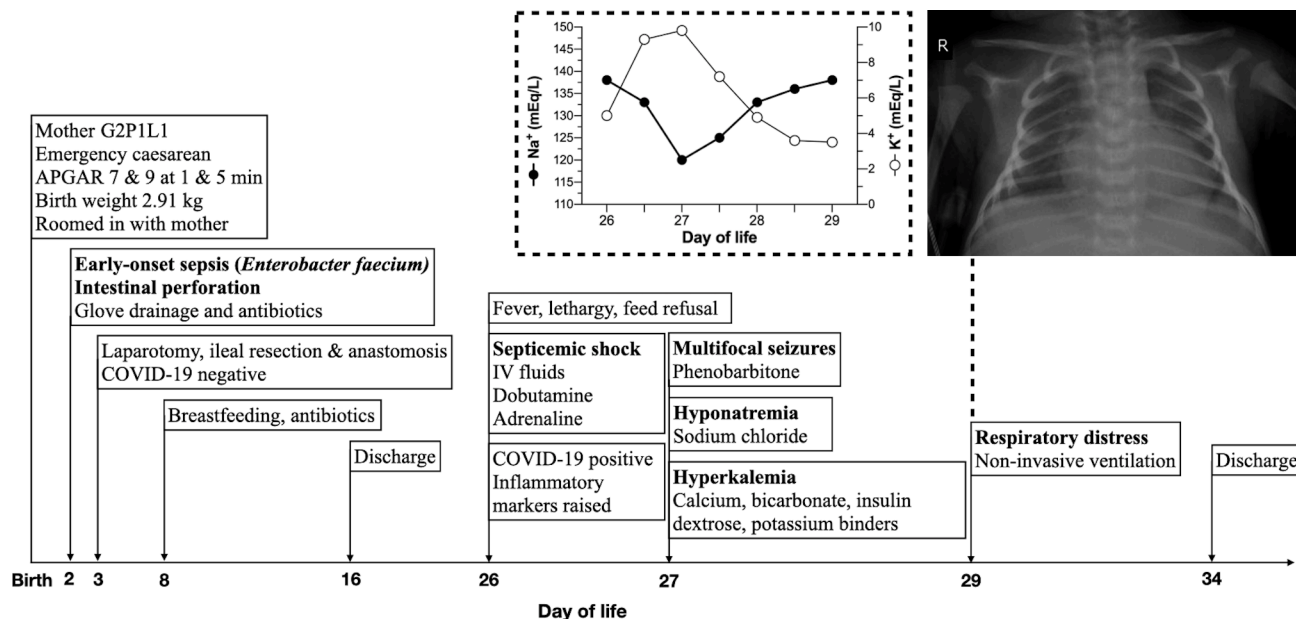 150
145
140
135
130
125
120
115
110
Na⁺ (mEq/L)
10
8
6
4
2
0
K⁺ (mEq/L)
26 27 28 29
Day of life
R
Mother G2P1L1
Emergency caesarean
APGAR 7 & 9 at 1 & 5 min
Birth weight 2.91 kg
Roomed in with mother
Early-onset sepsis (Enterobacter faecium)
Intestinal perforation
Glove drainage and antibiotics
Laparotomy, ileal resection & anastomosis
COVID-19 negative
Breastfeeding, antibiotics
Discharge
Fever, lethargy, feed refusal
Septicemic shock
IV fluids
Dobutamine
Adrenaline
COVID-19 positive
Inflammatory
markers raised
Multifocal seizures
Phenobarbitone
Hyponatremia
Sodium chloride
Hyperkalemia
Calcium, bicarbonate, insulin
dextrose, potassium binders
Respiratory distress
Non-invasive ventilation
Discharge
Birth 2 3 8 16 26 27 29 34
Day of life